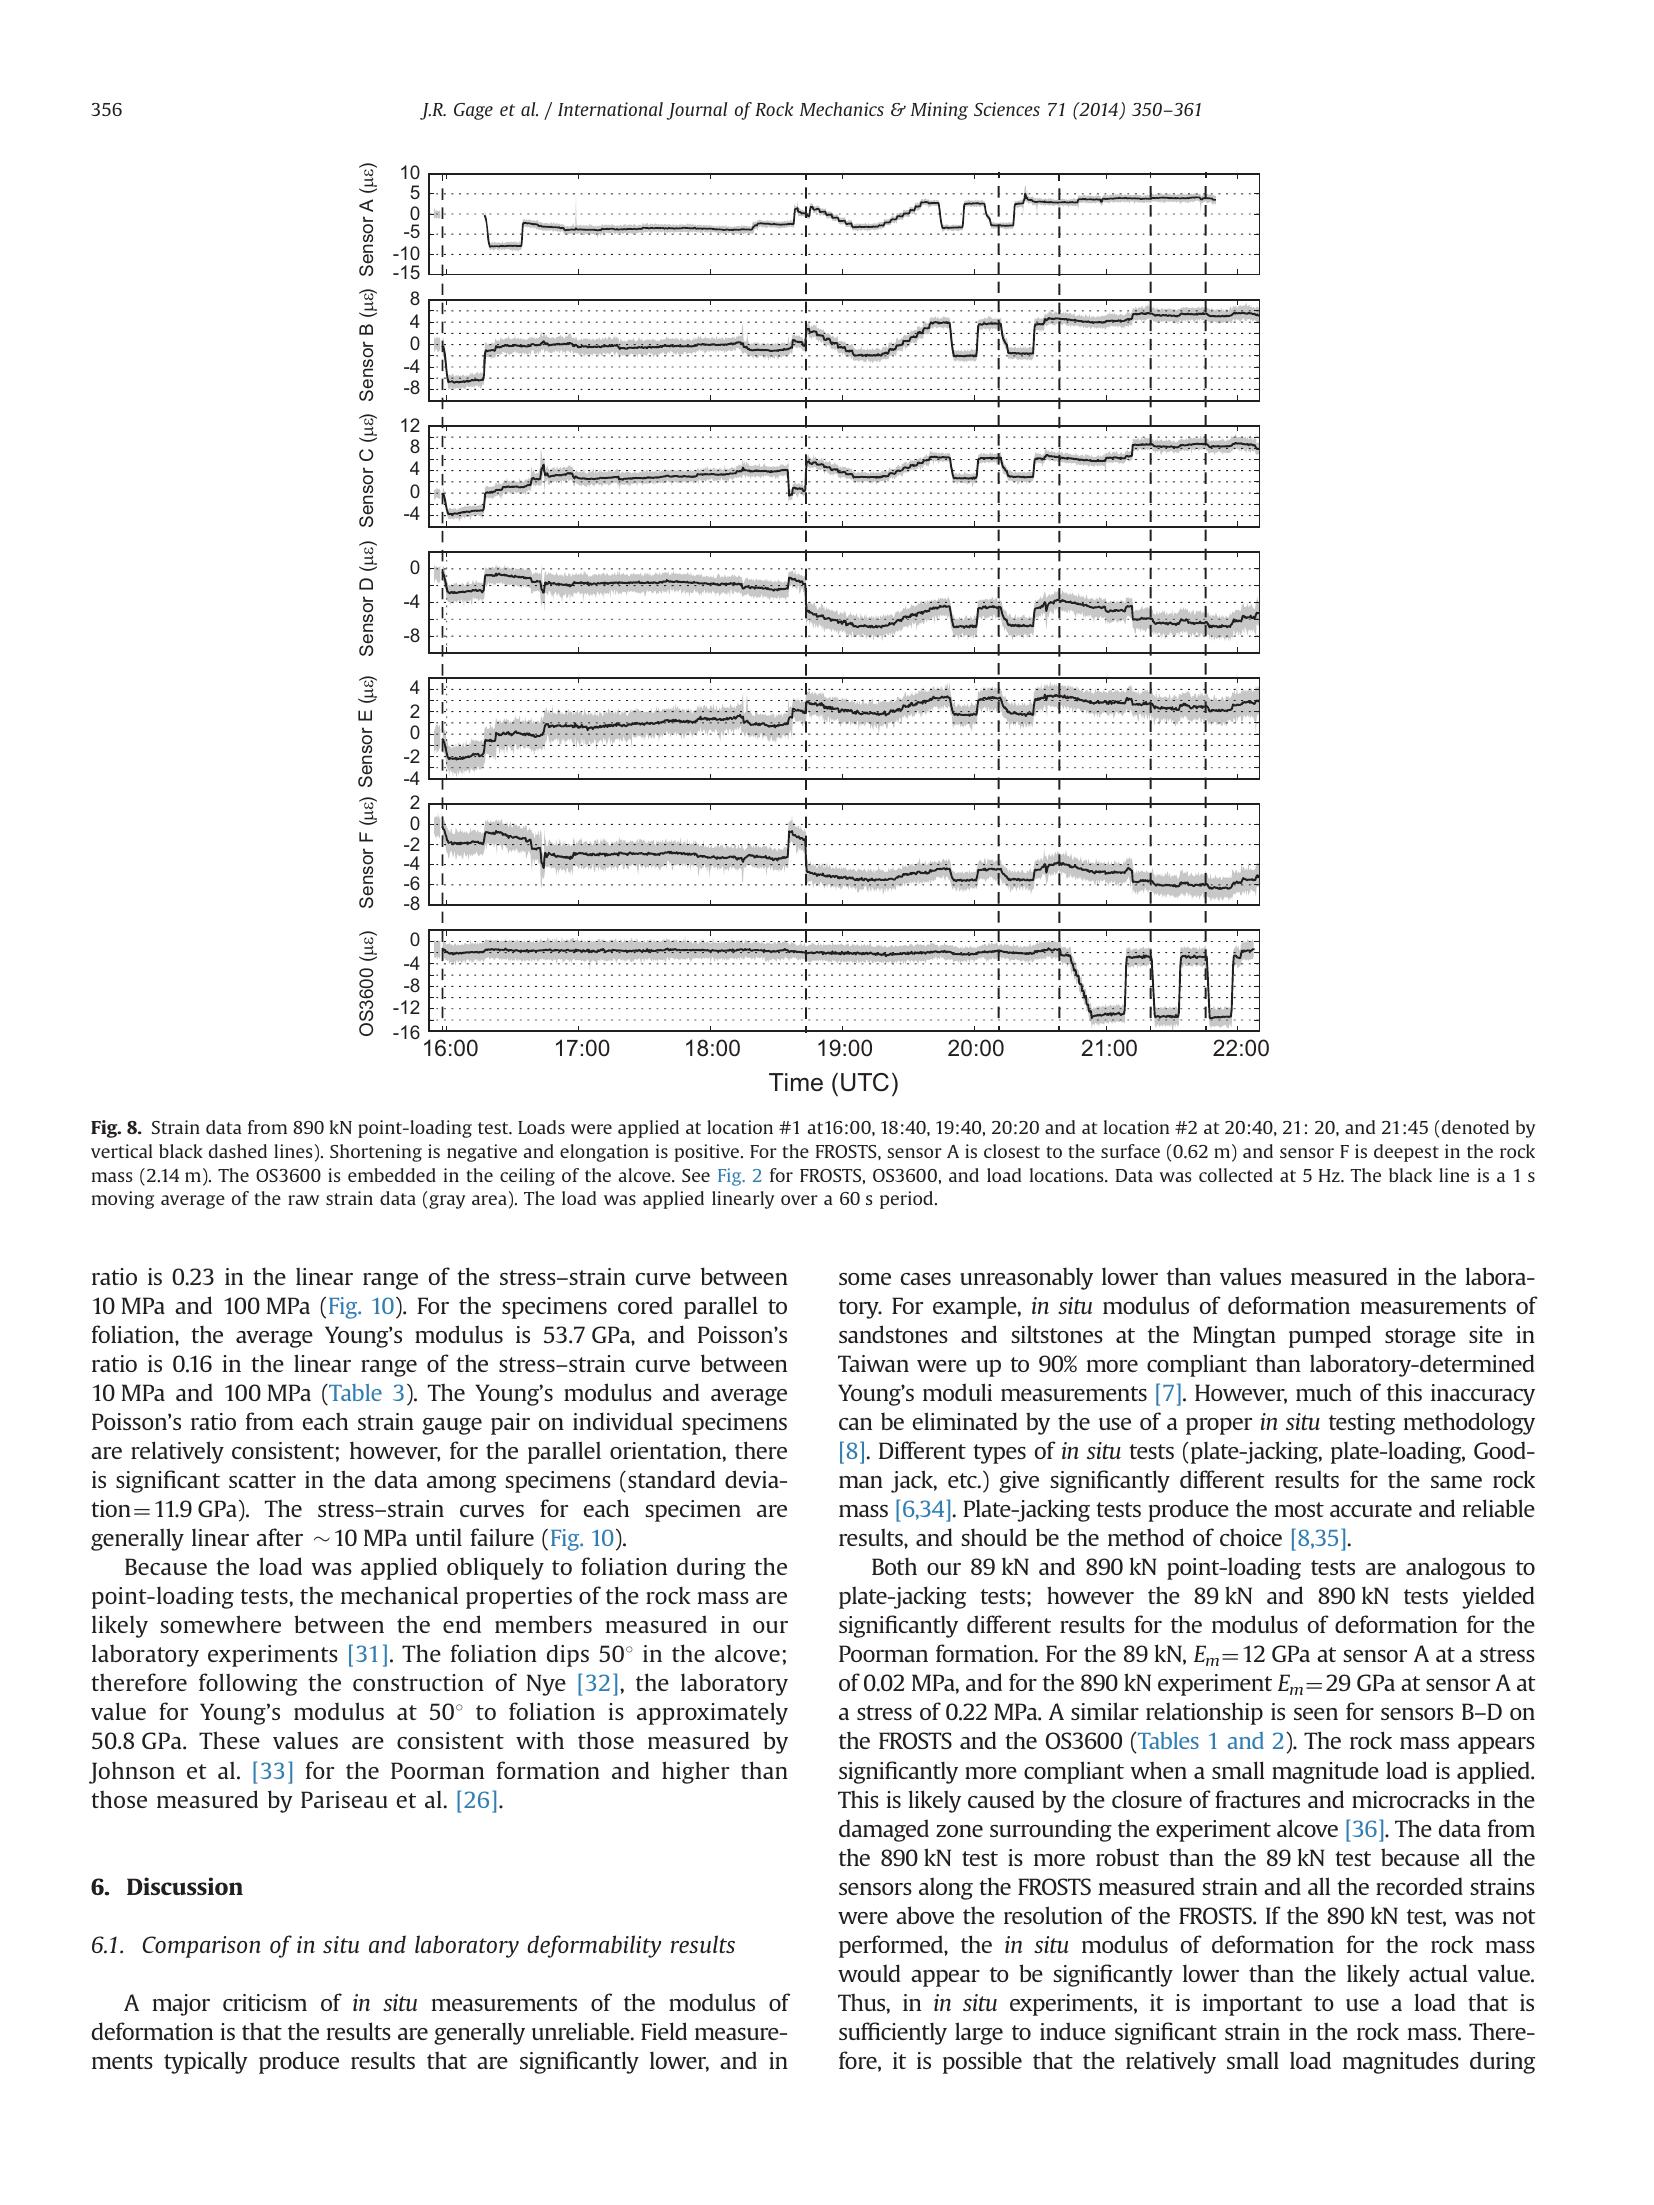 356
J.R. Gage et al. / International Journal of Rock Mechanics & Mining Sciences 71 (2014) 350–361
Sensor A (με)
10
5
0
-5
-10
-15
Sensor B (με)
8
4
0
-4
-8
Sensor C (με)
12
8
4
0
-4
Sensor D (με)
0
-4
-8
Sensor E (με)
4
2
0
-2
-4
Sensor F (με)
2
0
-2
-4
-6
-8
OS3600 (με)
0
-4
-8
-12
-16
16:00 17:00 18:00 19:00 20:00 21:00 22:00
Time (UTC)
Fig. 8. Strain data from 890 kN point-loading test. Loads were applied at location #1 at16:00, 18:40, 19:40, 20:20 and at location #2 at 20:40, 21: 20, and 21:45 (denoted by
vertical black dashed lines). Shortening is negative and elongation is positive. For the FROSTS, sensor A is closest to the surface (0.62 m) and sensor F is deepest in the rock
mass (2.14 m). The OS3600 is embedded in the ceiling of the alcove. See Fig. 2 for FROSTS, OS3600, and load locations. Data was collected at 5 Hz. The black line is a 1 s
moving average of the raw strain data (gray area). The load was applied linearly over a 60 s period.
ratio is 0.23 in the linear range of the stress–strain curve between
10 MPa and 100 MPa (Fig. 10). For the specimens cored parallel to
foliation, the average Young's modulus is 53.7 GPa, and Poisson's
ratio is 0.16 in the linear range of the stress–strain curve between
10 MPa and 100 MPa (Table 3). The Young's modulus and average
Poisson's ratio from each strain gauge pair on individual specimens
are relatively consistent; however, for the parallel orientation, there
is significant scatter in the data among specimens (standard devia-
tion=11.9 GPa). The stress–strain curves for each specimen are
generally linear after ~10 MPa until failure (Fig. 10).
Because the load was applied obliquely to foliation during the
point-loading tests, the mechanical properties of the rock mass are
likely somewhere between the end members measured in our
laboratory experiments [31]. The foliation dips 50° in the alcove;
therefore following the construction of Nye [32], the laboratory
value for Young's modulus at 50° to foliation is approximately
50.8 GPa. These values are consistent with those measured by
Johnson et al. [33] for the Poorman formation and higher than
those measured by Pariseau et al. [26].
6. Discussion
6.1. Comparison of in situ and laboratory deformability results
A major criticism of in situ measurements of the modulus of
deformation is that the results are generally unreliable. Field measure-
ments typically produce results that are significantly lower, and in
some cases unreasonably lower than values measured in the labora-
tory. For example, in situ modulus of deformation measurements of
sandstones and siltstones at the Mingtan pumped storage site in
Taiwan were up to 90% more compliant than laboratory-determined
Young's moduli measurements [7]. However, much of this inaccuracy
can be eliminated by the use of a proper in situ testing methodology
[8]. Different types of in situ tests (plate-jacking, plate-loading, Good-
man jack, etc.) give significantly different results for the same rock
mass [6,34]. Plate-jacking tests produce the most accurate and reliable
results, and should be the method of choice [8,35].
Both our 89 kN and 890 kN point-loading tests are analogous to
plate-jacking tests; however the 89 kN and 890 kN tests yielded
significantly different results for the modulus of deformation for the
Poorman formation. For the 89 kN, Em=12 GPa at sensor A at a stress
of 0.02 MPa, and for the 890 kN experiment Em=29 GPa at sensor A at
a stress of 0.22 MPa. A similar relationship is seen for sensors B–D on
the FROSTS and the OS3600 (Tables 1 and 2). The rock mass appears
significantly more compliant when a small magnitude load is applied.
This is likely caused by the closure of fractures and microcracks in the
damaged zone surrounding the experiment alcove [36]. The data from
the 890 kN test is more robust than the 89 kN test because all the
sensors along the FROSTS measured strain and all the recorded strains
were above the resolution of the FROSTS. If the 890 kN test, was not
performed, the in situ modulus of deformation for the rock mass
would appear to be significantly lower than the likely actual value.
Thus, in in situ experiments, it is important to use a load that is
sufficiently large to induce significant strain in the rock mass. There-
fore, it is possible that the relatively small load magnitudes during